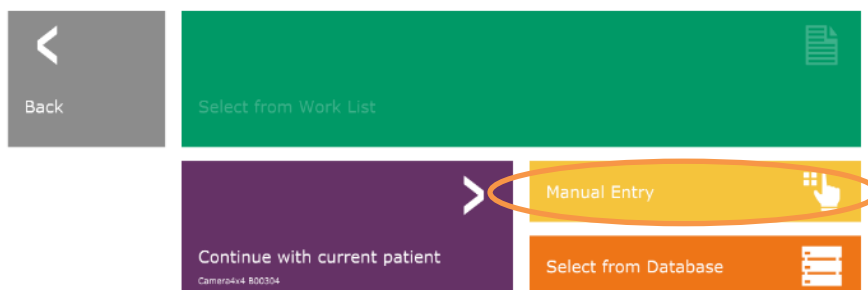 Back
Select from Work List
Manual Entry
Continue with current patient
Camera4x4 B00304
Select from Database